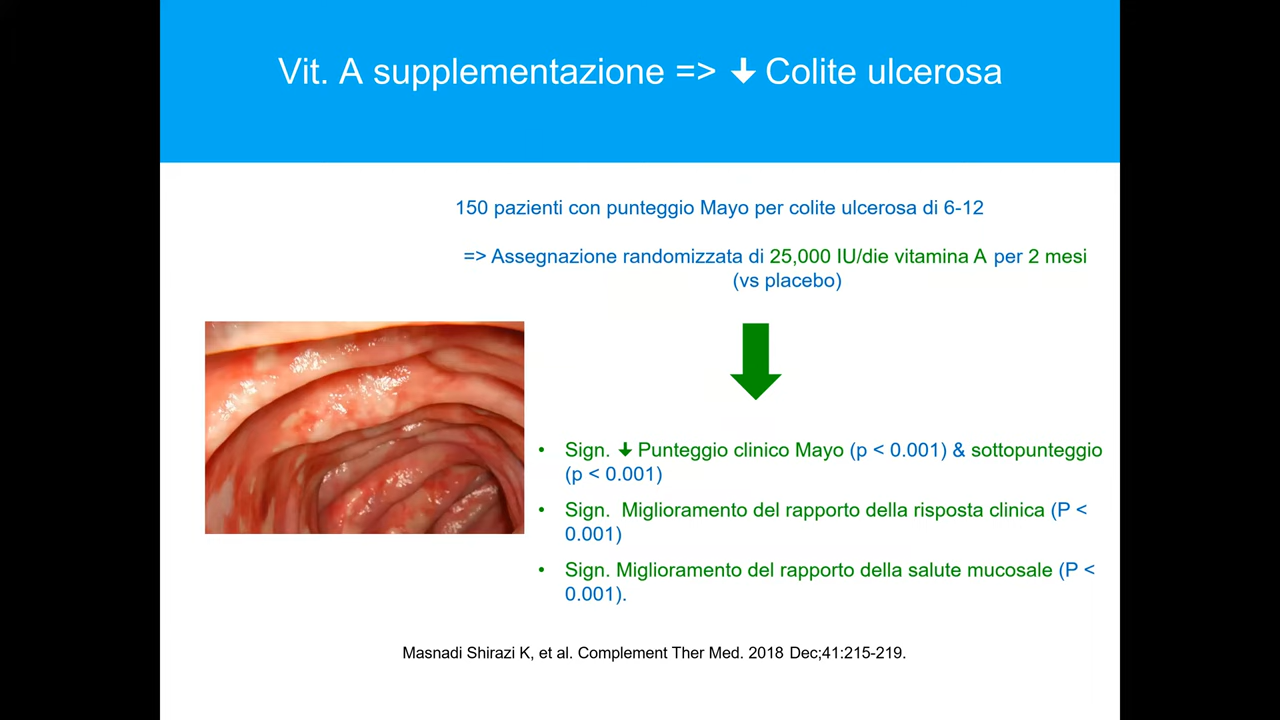 Vit. A supplementazione => ↓ Colite ulcerosa
150 pazienti con punteggio Mayo per colite ulcerosa di 6-12
=> Assegnazione randomizzata di 25,000 IU/die vitamina A per 2 mesi
(vs placebo)
• Sign. ↓ Punteggio clinico Mayo (p < 0.001) & sottopunteggio
(p < 0.001)
• Sign. Miglioramento del rapporto della risposta clinica (P <
0.001)
• Sign. Miglioramento del rapporto della salute mucosale (P <
0.001).
Masnadi Shirazi K, et al. Complement Ther Med. 2018 Dec;41:215-219.